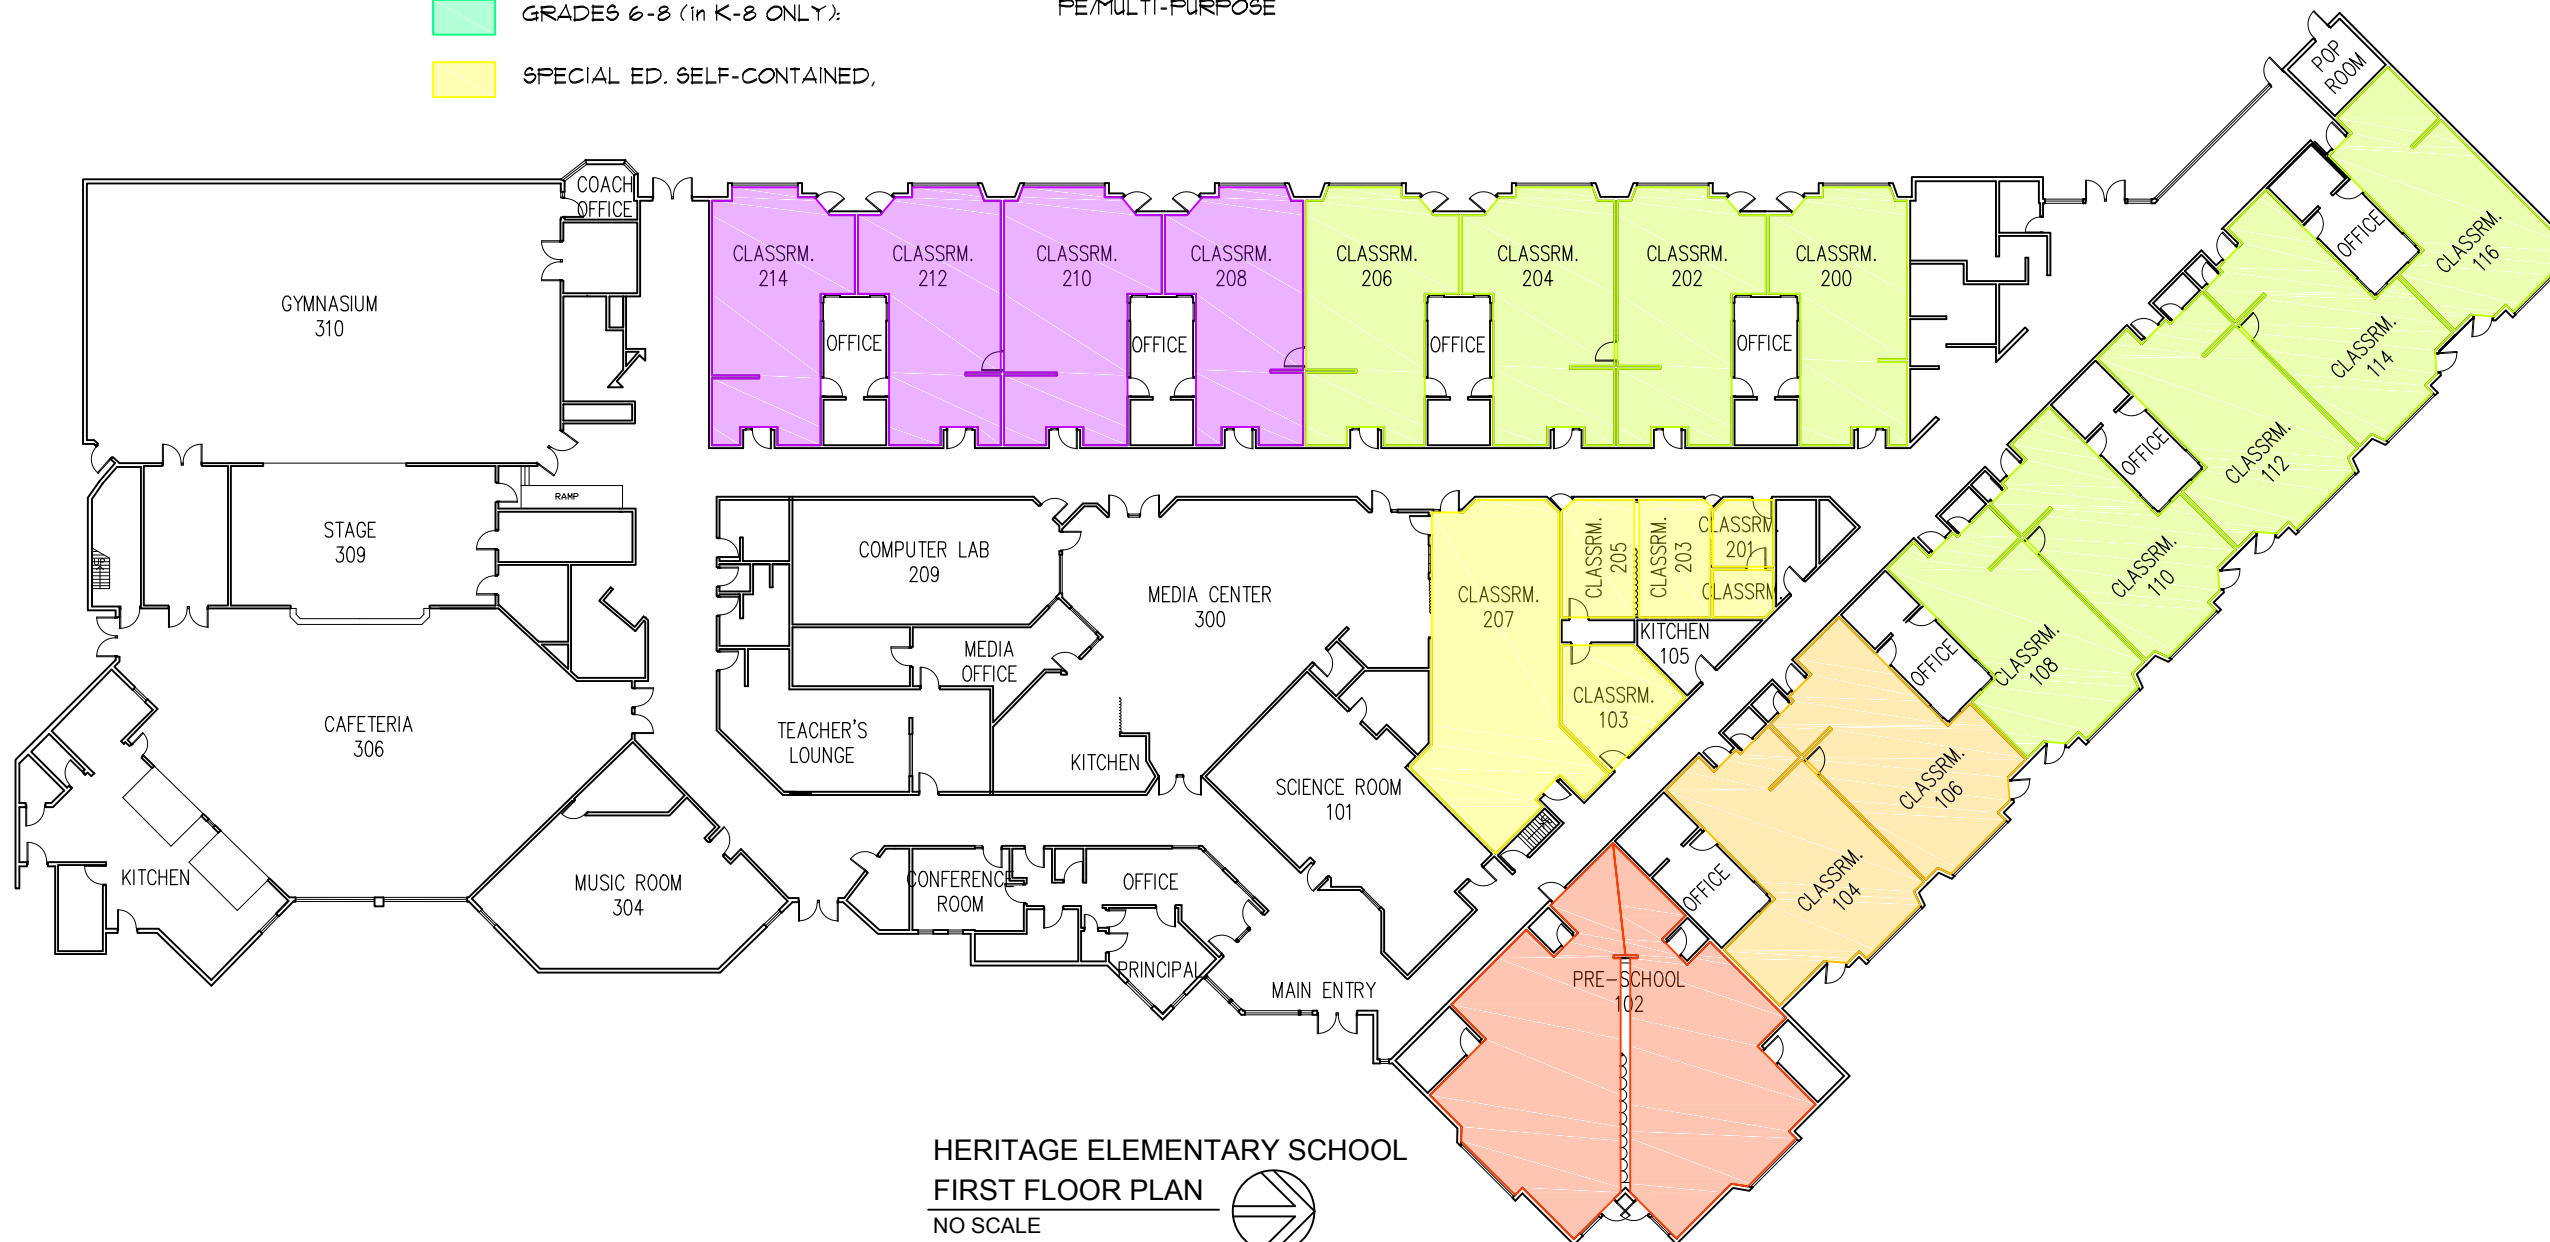 GRADES 6-8 (in K-8 ONLY):
PE/MULTI-PURPOSE
SPECIAL ED. SELF-CONTAINED,
POP
ROOM
COACH
OFFICE
GYMNASIUM
310
CLASSRM.
214
CLASSRM.
212
CLASSRM.
210
CLASSRM.
208
CLASSRM.
206
CLASSRM.
204
CLASSRM.
202
CLASSRM.
200
OFFICE
OFFICE
OFFICE
OFFICE
CLASSRM.
116
OFFICE
CLASSRM.
114
CLASSRM.
112
OFFICE
CLASSRM.
110
CLASSRM.
108
OFFICE
CLASSRM.
106
CLASSRM.
104
OFFICE
RAMP
STAGE
309
COMPUTER LAB
209
MEDIA CENTER
300
MEDIA
OFFICE
CLASSRM.
207
CLASSRM.
205
CLASSRM.
203
CLASSRM.
201
CLASSRM.
KITCHEN
105
CLASSRM.
103
CAFETERIA
306
TEACHER'S
LOUNGE
KITCHEN
SCIENCE ROOM
101
KITCHEN
MUSIC ROOM
304
CONFERENCE
ROOM
OFFICE
PRINCIPAL
MAIN ENTRY
PRE-SCHOOL
102
HERITAGE ELEMENTARY SCHOOL
FIRST FLOOR PLAN
NO SCALE